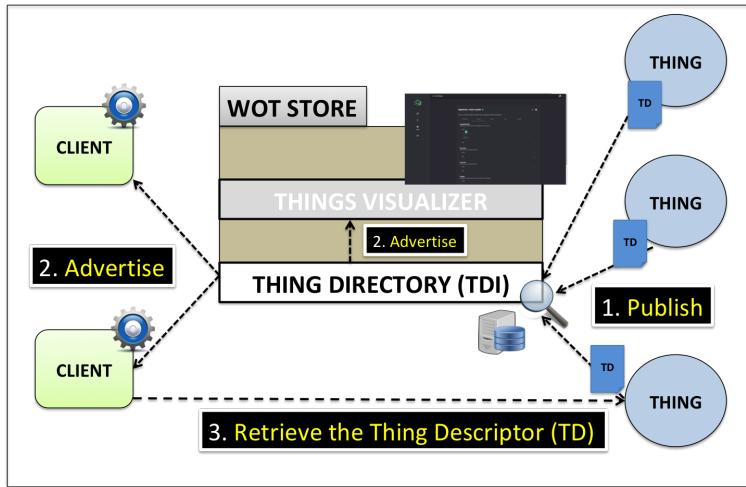 THING
TD
WOT STORE
CLIENT
THINGS VISUALIZER
THING
TD
2. Advertise
2. Advertise
THING DIRECTORY (TDI)
1. Publish
CLIENT
TD
THING
3. Retrieve the Thing Descriptor (TD)